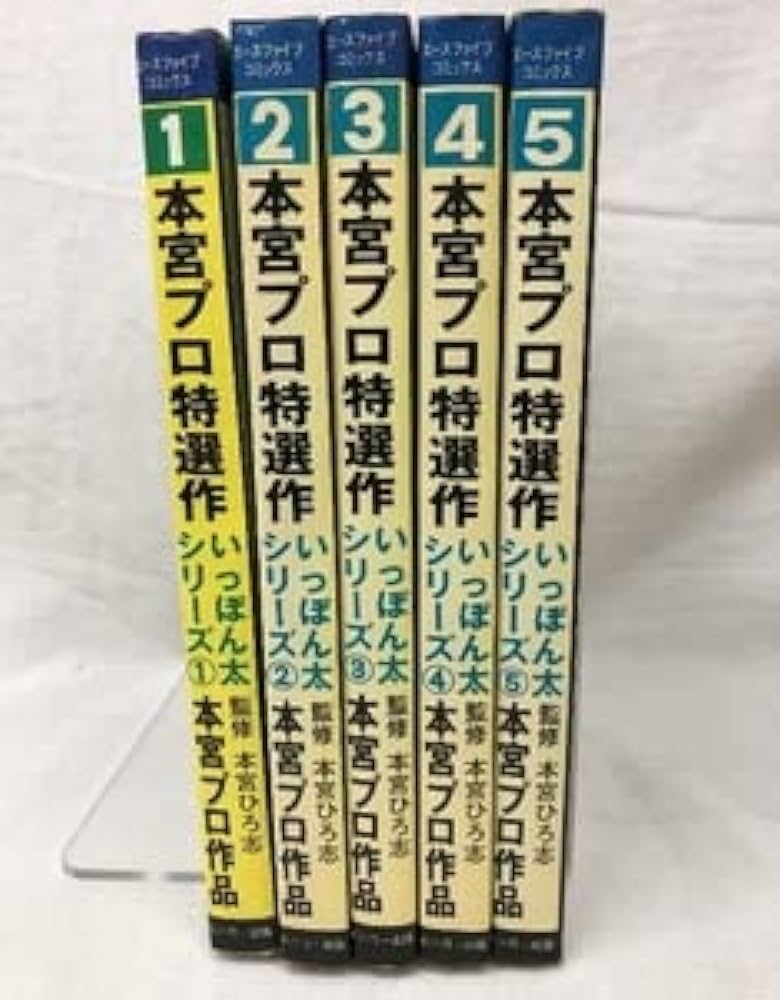 エースファイブ
コミックス
1
本宮プロ特選作
いっぽん太
シリーズ①
監修 本宮ひろ志
本宮プロ作品
エースファイブ
コミックス
2
本宮プロ特選作
いっぽん太
シリーズ②
監修 本宮ひろ志
本宮プロ作品
エースファイブ
コミックス
3
本宮プロ特選作
いっぽん太
シリーズ③
監修 本宮ひろ志
本宮プロ作品
エースファイブ
コミックス
4
本宮プロ特選作
いっぽん太
シリーズ④
監修 本宮ひろ志
本宮プロ作品
エースファイブ
コミックス
5
本宮プロ特選作
いっぽん太
シリーズ⑤
監修 本宮ひろ志
本宮プロ作品